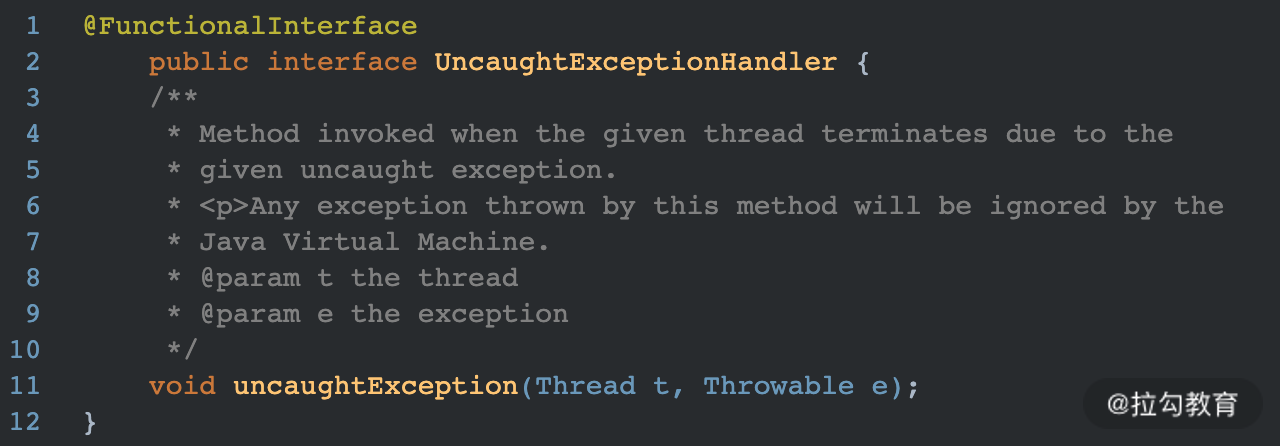 1 @FunctionalInterface
2 public interface UncaughtExceptionHandler {
3 /**
4 * Method invoked when the given thread terminates due to the
5 * given uncaught exception.
6 * <p>Any exception thrown by this method will be ignored by the
7 * Java Virtual Machine.
8 * @param t the thread
9 * @param e the exception
10 */
11 void uncaughtException(Thread t, Throwable e);
12 }
@拉勾教育